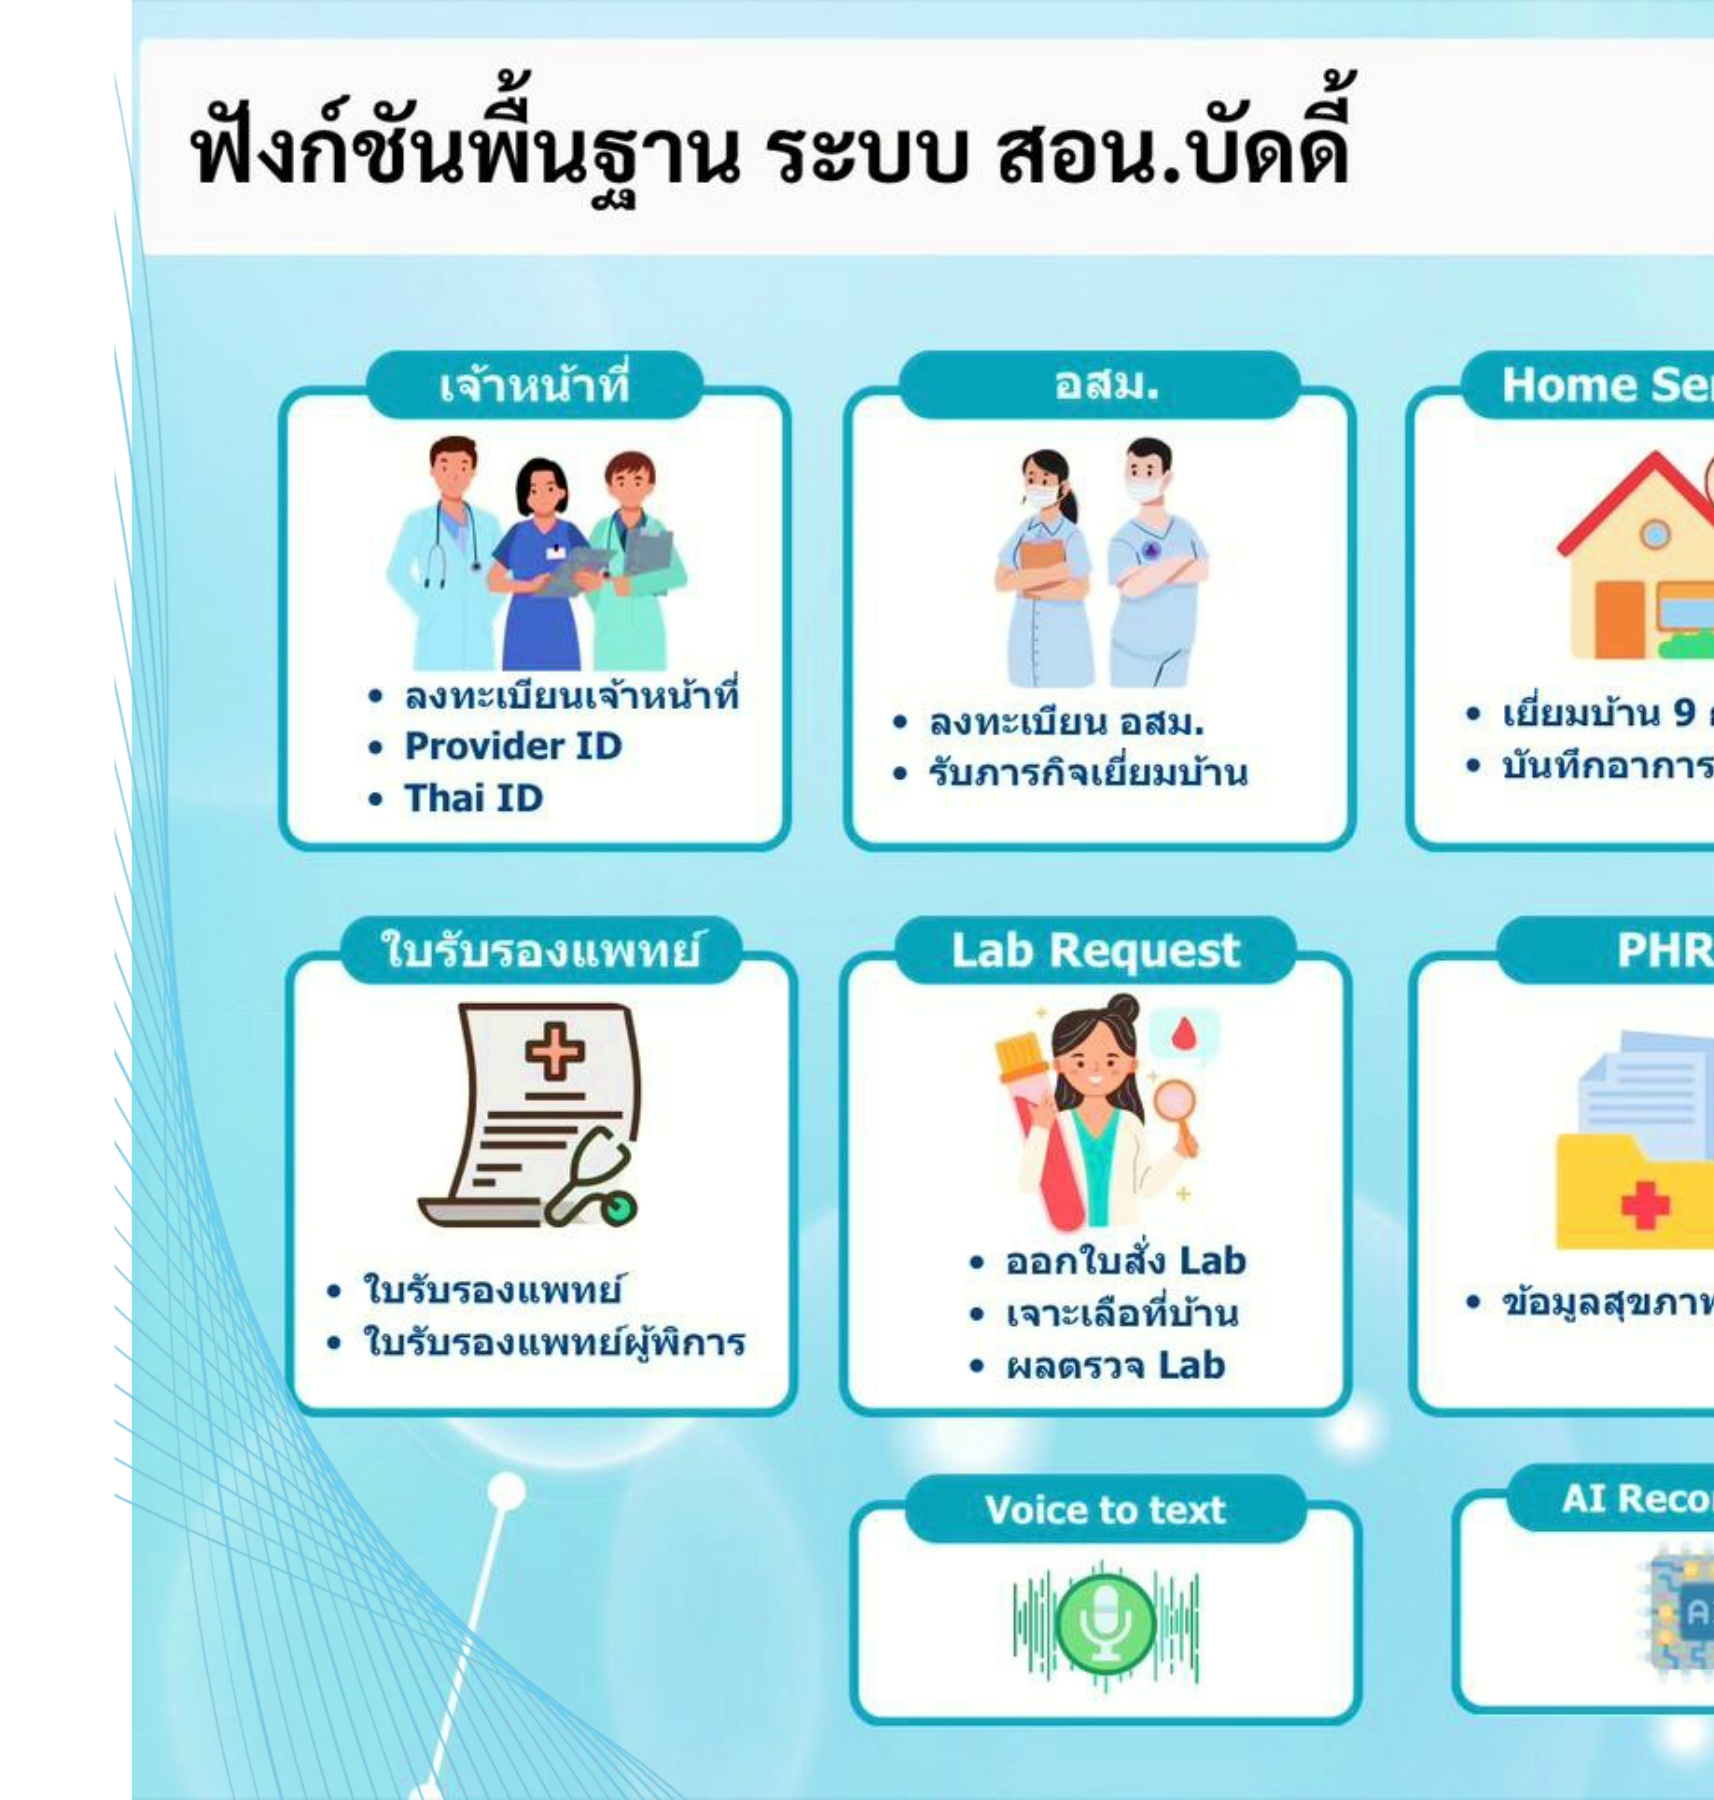 ฟังก์ชันพื้นฐาน ระบบ สอน.บัดดี้
เจ้าหน้าที่
• ลงทะเบียนเจ้าหน้าที่
• Provider ID
• Thai ID
อสม.
• ลงทะเบียน อสม.
• รับภารกิจเยี่ยมบ้าน
Home
• เยี่ยมบ้าน 9
• บันทึกอาการ
ใบรับรองแพทย์
• ใบรับรองแพทย์
• ใบรับรองแพทย์ผู้พิการ
Lab Request
• ออกใบสั่ง Lab
• เจาะเลือที่บ้าน
• ผลตรวจ Lab
PHR
• ข้อมูลสุขภาพ
Voice to text
AI